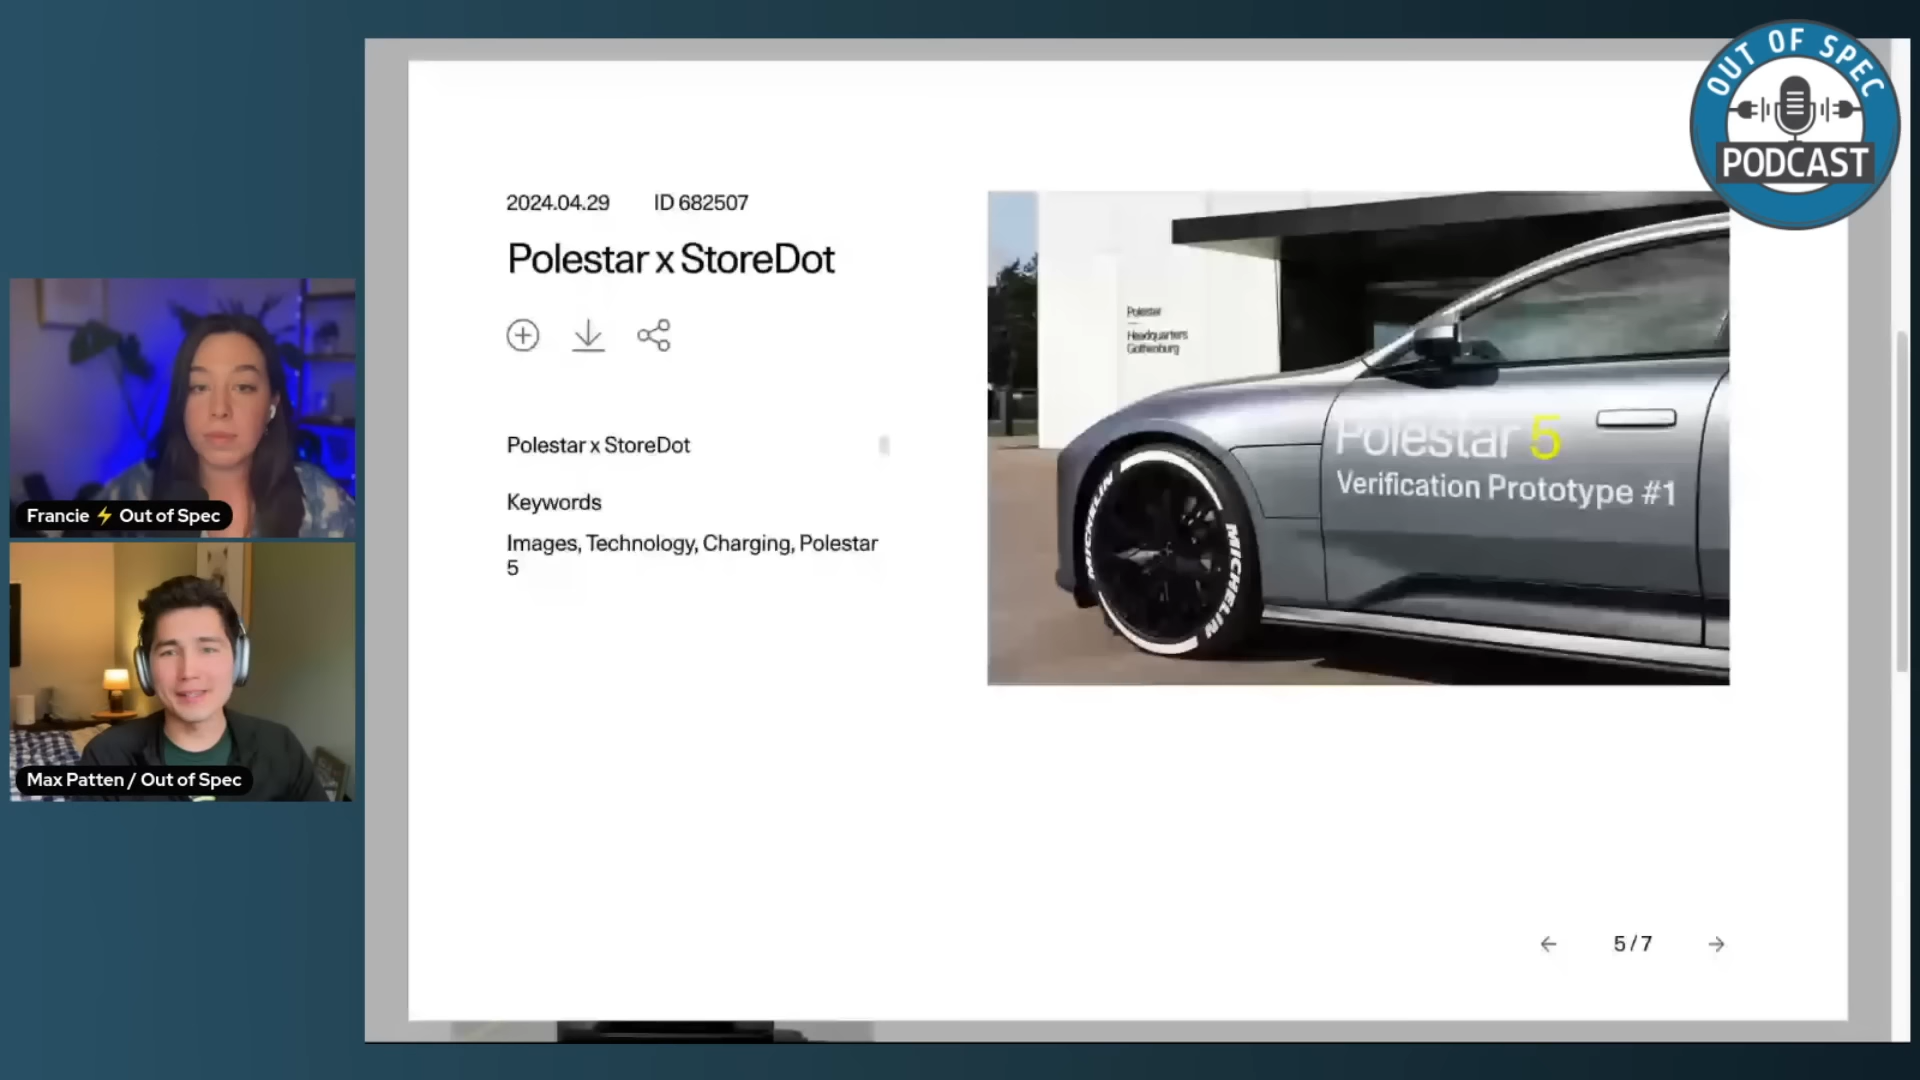 OUT OF SPEC
PODCAST
2024.04.29 ID 682507
Polestar x StoreDot
Polestar x StoreDot
Keywords
Images, Technology, Charging, Polestar
5
Polestar
Headquarters
Gothenburg
Polestar 5
Verification Prototype #1
MICHELIN
MICHELIN
Francie ⚡ Out of Spec
Max Patten / Out of Spec
5 / 7